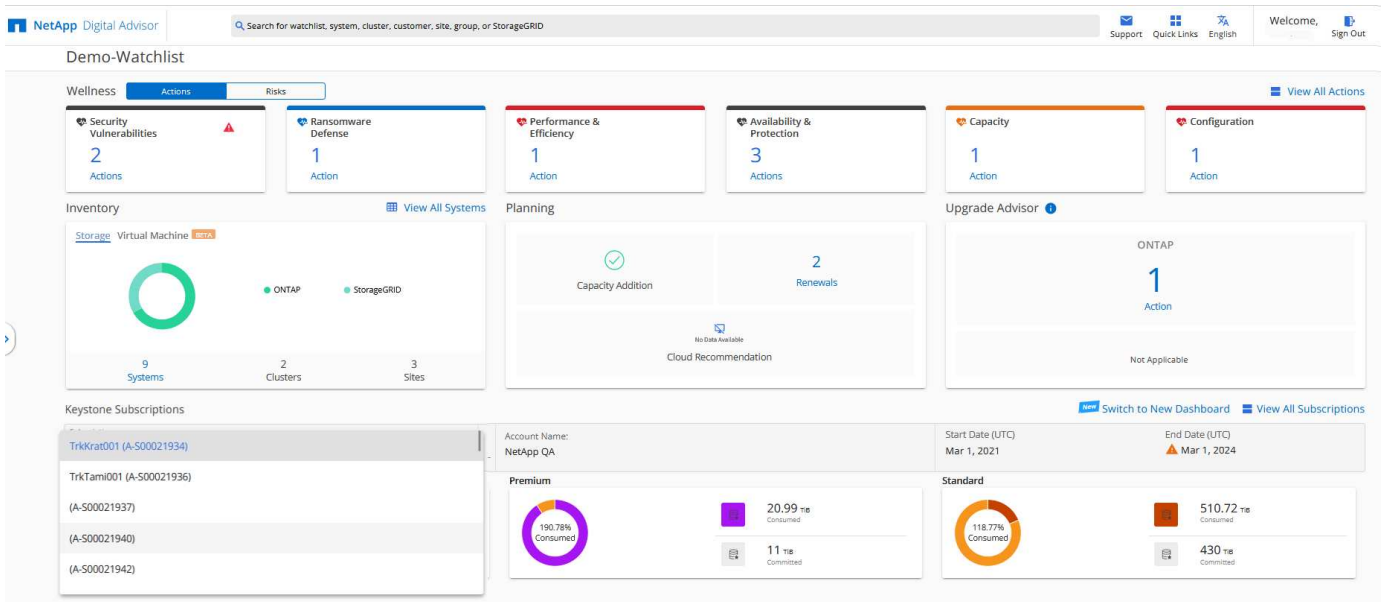 NetApp Digital Advisor
Search for watchlist, system, cluster, customer, site, group, or StorageGRID
Support
Quick Links
English
Welcome,
Sign Out
Demo-Watchlist
Wellness
Actions
Risks
View All Actions
Security
Vulnerabilities
2
Actions
Ransomware
Defense
1
Action
Performance &
Efficiency
1
Action
Availability &
Protection
3
Actions
Capacity
1
Action
Configuration
1
Action
Inventory
View All Systems
Storage Virtual Machine BETA
ONTAP
StorageGRID
9
Systems
2
Clusters
3
Sites
Planning
Capacity Addition
2
Renewals
No Data Available
Cloud Recommendation
Upgrade Advisor
ONTAP
1
Action
Not Applicable
Keystone Subscriptions
New Switch to New Dashboard
View All Subscriptions
TrkKrat001 (A-S00021934)
TrkTami001 (A-S00021936)
(A-S00021937)
(A-S00021940)
(A-S00021942)
Account Name:
NetApp QA
Start Date (UTC)
Mar 1, 2021
End Date (UTC)
Mar 1, 2024
Premium
190.78%
Consumed
20.99 TiB
Consumed
11 TiB
Committed
Standard
118.77%
Consumed
510.72 TiB
Consumed
430 TiB
Committed